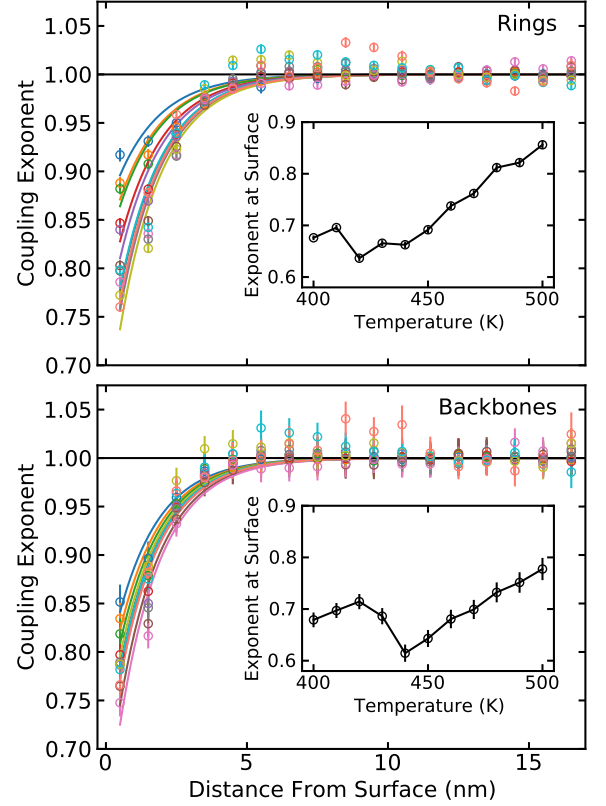 Rings
1.05
1.00
0.95
0.90
0.85
0.80
0.75
0.70
Coupling Exponent
0.9
0.8
0.7
0.6
Exponent at Surface
400 450 500
Temperature (K)
Backbones
1.05
1.00
0.95
0.90
0.85
0.80
0.75
0.70
Coupling Exponent
0.9
0.8
0.7
0.6
Exponent at Surface
400 450 500
Temperature (K)
0 5 10 15
Distance From Surface (nm)